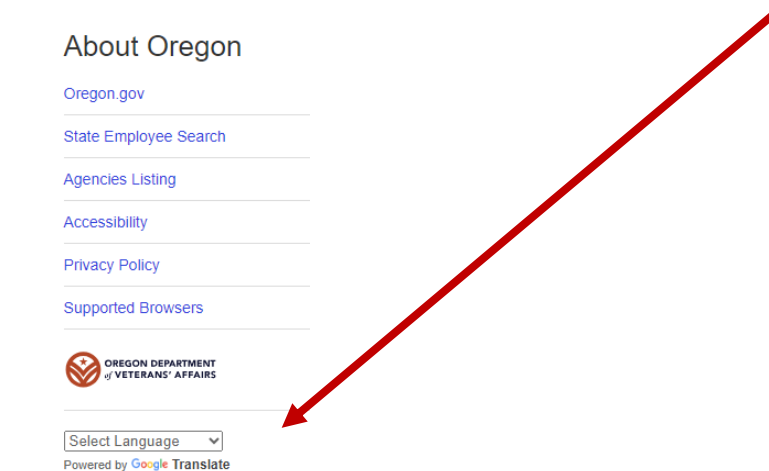 About Oregon
Oregon.gov
State Employee Search
Agencies Listing
Accessibility
Privacy Policy
Supported Browsers
OREGON DEPARTMENT
of VETERANS' AFFAIRS
Select Language
Powered by Google Translate